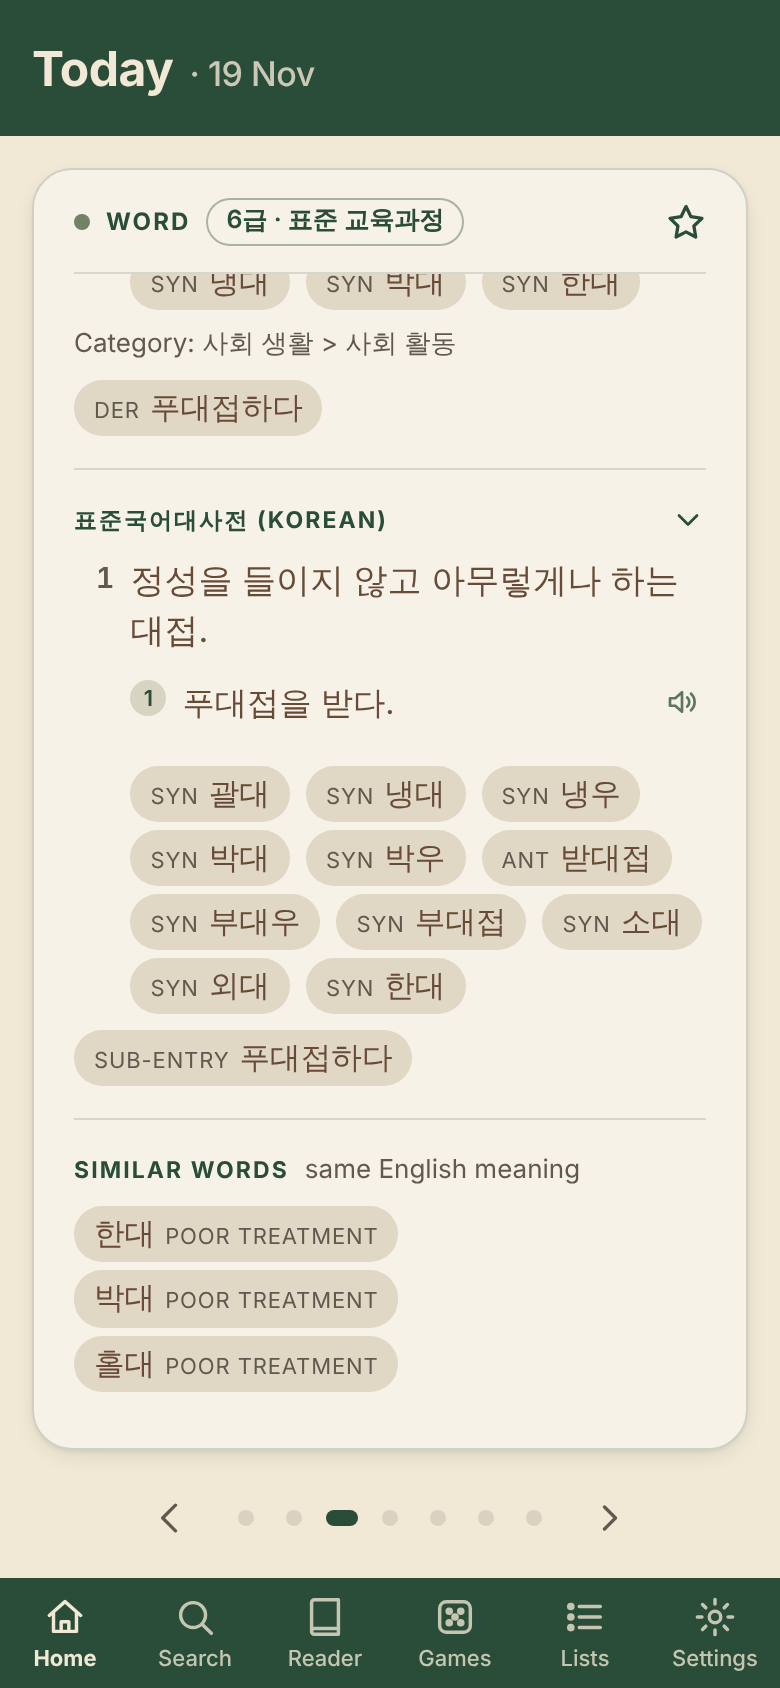 Today · 19 Nov
WORD 6급 · 표준 교육과정
SYN 냉대 SYN 박대 SYN 한대
Category: 사회 생활 > 사회 활동
DER 푸대접하다
표준국어대사전 (KOREAN)
1 정성을 들이지 않고 아무렇게나 하는
대접.
1 푸대접을 받다.
SYN 괄대 SYN 냉대 SYN 냉우
SYN 박대 SYN 박우 ANT 받대접
SYN 부대우 SYN 부대접 SYN 소대
SYN 외대 SYN 한대
SUB-ENTRY 푸대접하다
SIMILAR WORDS same English meaning
한대 POOR TREATMENT
박대 POOR TREATMENT
홀대 POOR TREATMENT
Home Search Reader Games Lists Settings